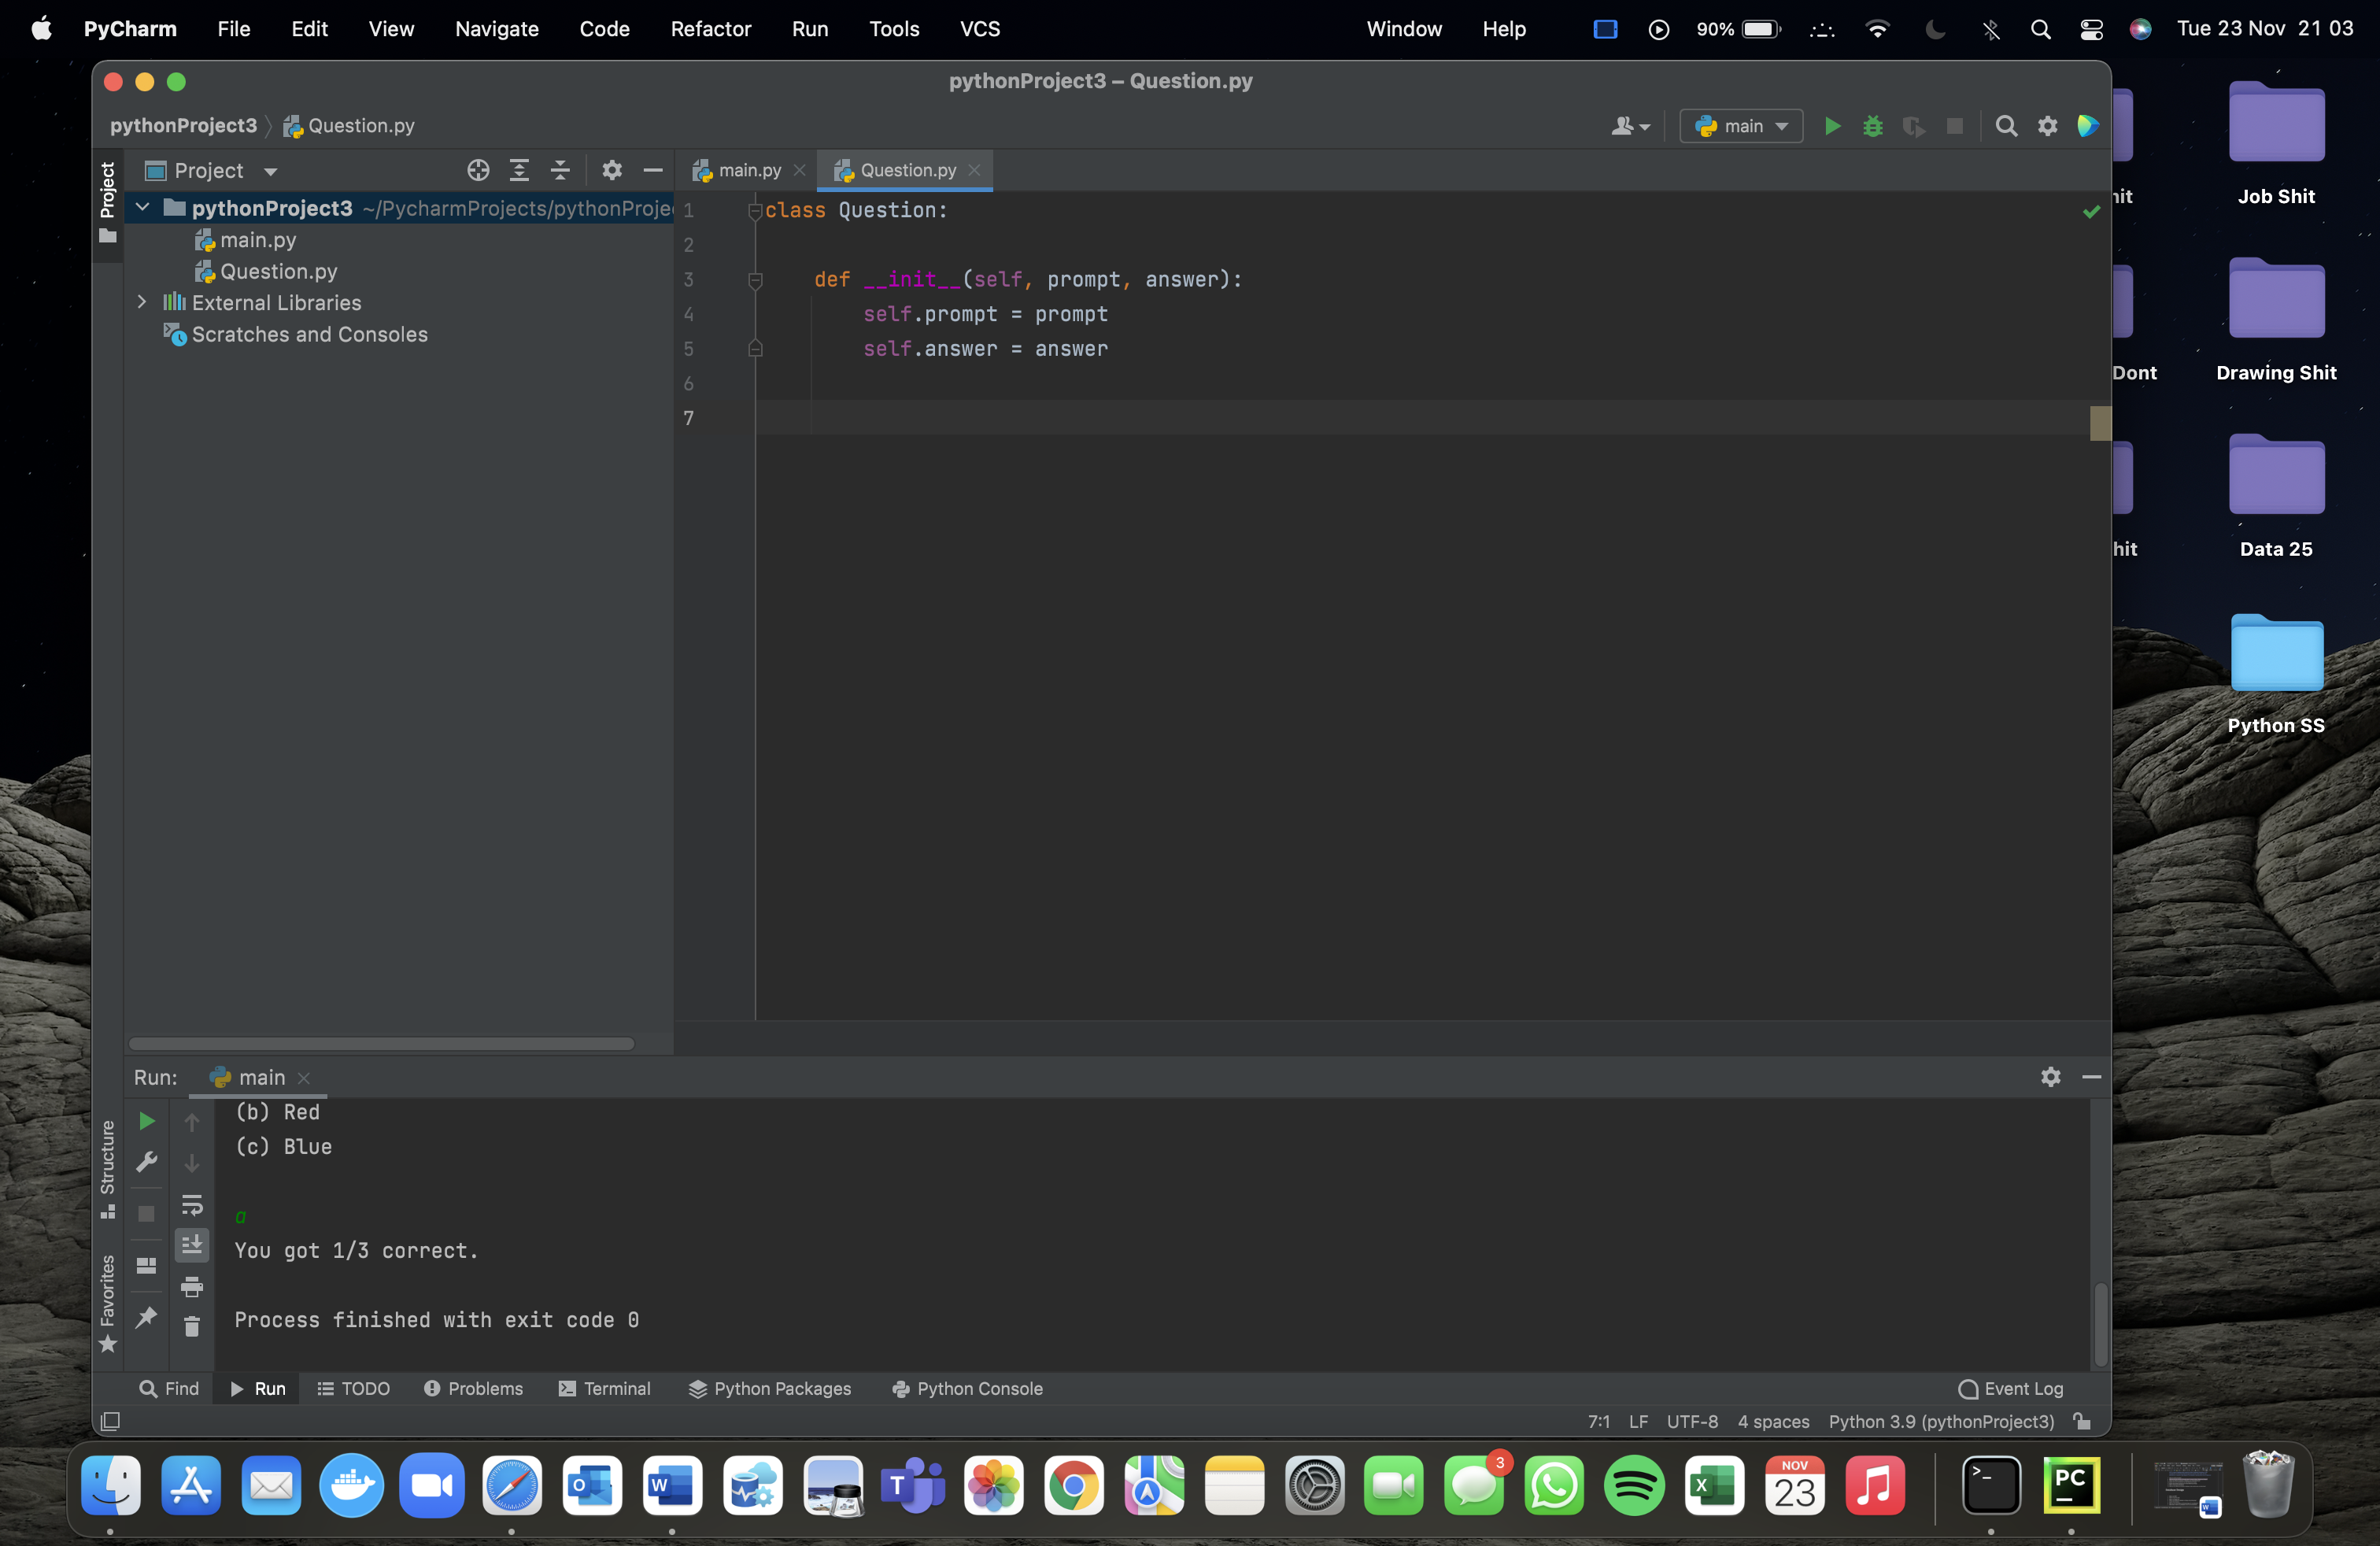 PyCharm File Edit View Navigate Code Refactor Run Tools VCS Window Help 90% Tue 23 Nov 21 03
pythonProject3 – Question.py
pythonProject3 Question.py main
Project main.py Question.py
Project
pythonProject3 ~/PycharmProjects/pythonProje
main.py
Question.py
External Libraries
Scratches and Consoles
1 class Question:
2
3 def __init__(self, prompt, answer):
4 self.prompt = prompt
5 self.answer = answer
6
7
hit Job Shit
Dont Drawing Shit
hit Data 25
Python SS
Run: main
(b) Red
(c) Blue
a
You got 1/3 correct.
Process finished with exit code 0
Structure
Favorites
Find Run TODO Problems Terminal Python Packages Python Console Event Log
7:1 LF UTF-8 4 spaces Python 3.9 (pythonProject3)
3
NOV
23
PC